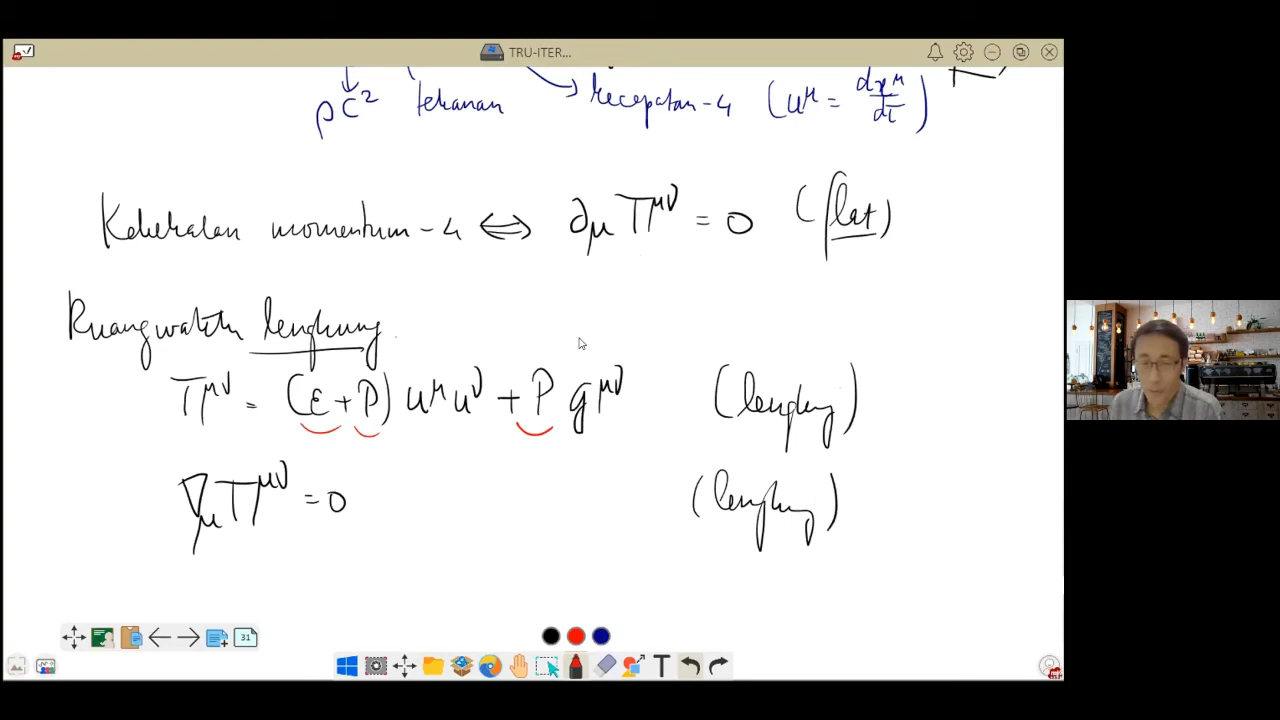 TRU-ITER...
ρC² tekanan kecepatan-4 (u^μ = dx^μ/dτ)
Kekekalan momentum-4 ⟺ ∂_μ T^μν = 0 (flat)
Ruangwaktu lengkung.
T^μν = (ε + P) u^μ u^ν + P g^μν (lengkung)
∇_μ T^μν = 0 (lengkung)
31
T